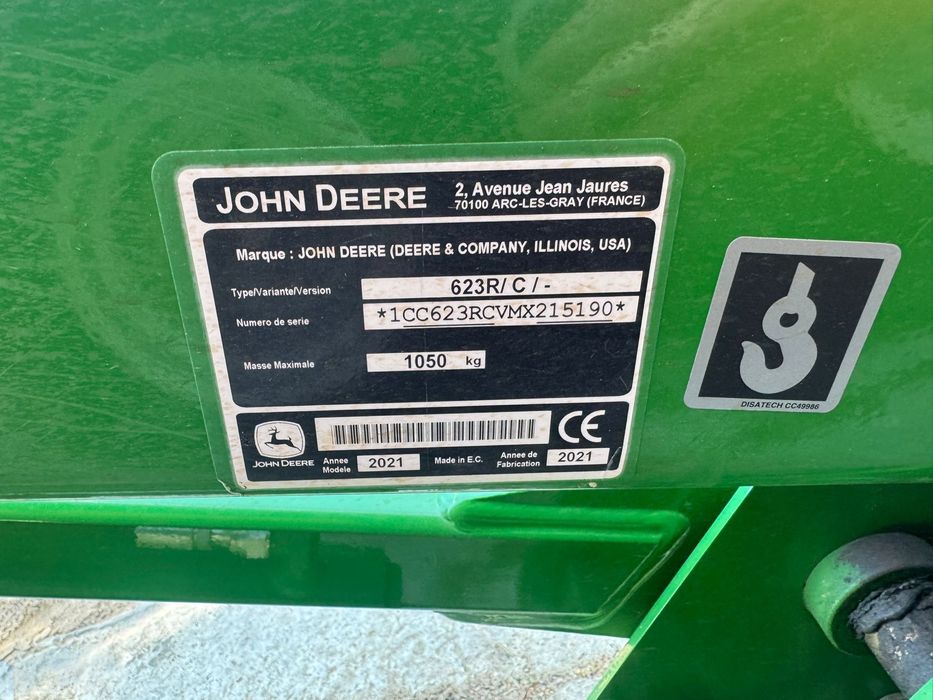 JOHN DEERE
2, Avenue Jean Jaures
70100 ARC-LES-GRAY (FRANCE)
Marque : JOHN DEERE (DEERE & COMPANY, ILLINOIS, USA)
Type/Variante/Version 623R/ C / -
Numero de serie *1CC623RCVMX215190*
Masse Maximale 1050 kg
CE
JOHN DEERE
Annee Modele 2021
Made in E.C.
Annee de Fabrication 2021
DISATECH CC49986